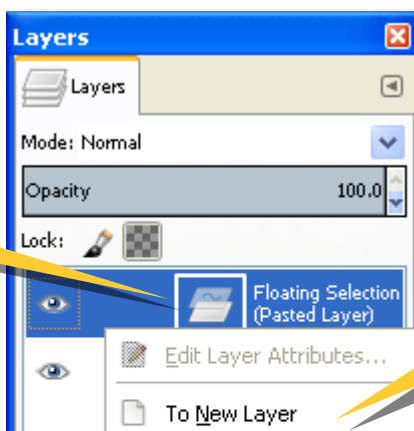 Layers
Layers
Mode: Normal
Opacity 100.0
Lock:
Floating Selection
(Pasted Layer)
Edit Layer Attributes...
To New Layer